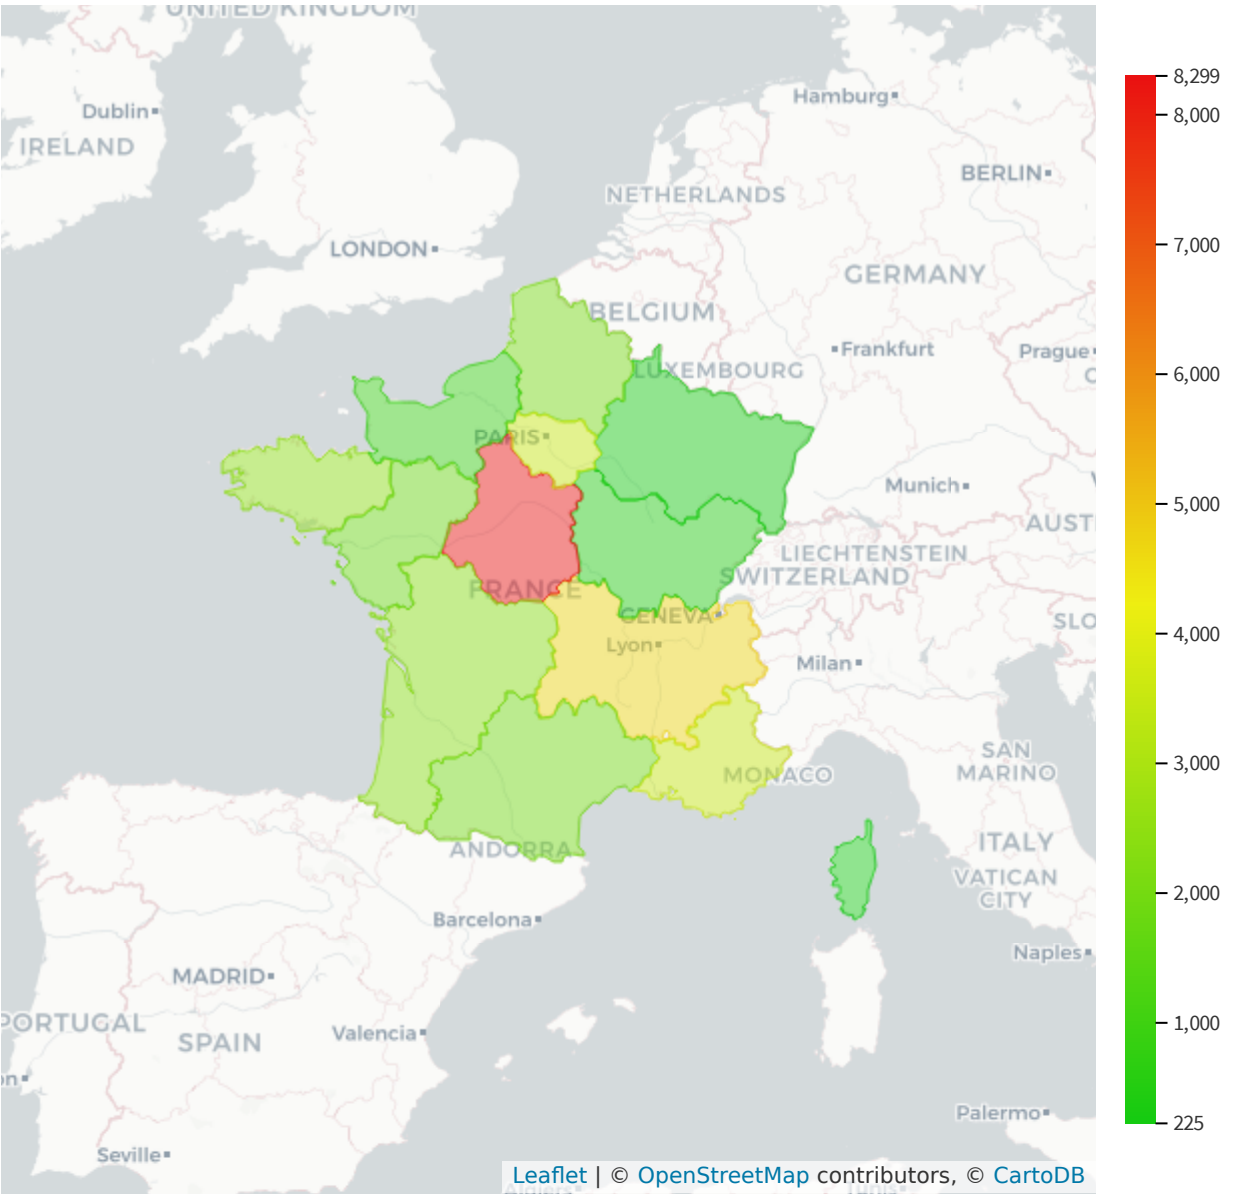 UNITED KINGDOM
8,299
Hamburg
Dublin
8,000
IRELAND
BERLIN
NETHERLANDS
LONDON
7,000
GERMANY
BELGIUM
Frankfurt
Prague
LUXEMBOURG
6,000
PARIS
Munich
5,000
AUST
LIECHTENSTEIN
SWITZERLAND
FRANCE
GENEVA
SLO
4,000
Lyon
Milan
SAN
MARINO
3,000
MONACO
ITALY
ANDORRA
VATICAN
CITY
2,000
Barcelona
Naples
MADRID
PORTUGAL
1,000
Valencia
SPAIN
Palermo
225
Seville
Leaflet | © OpenStreetMap contributors, © CartoDB